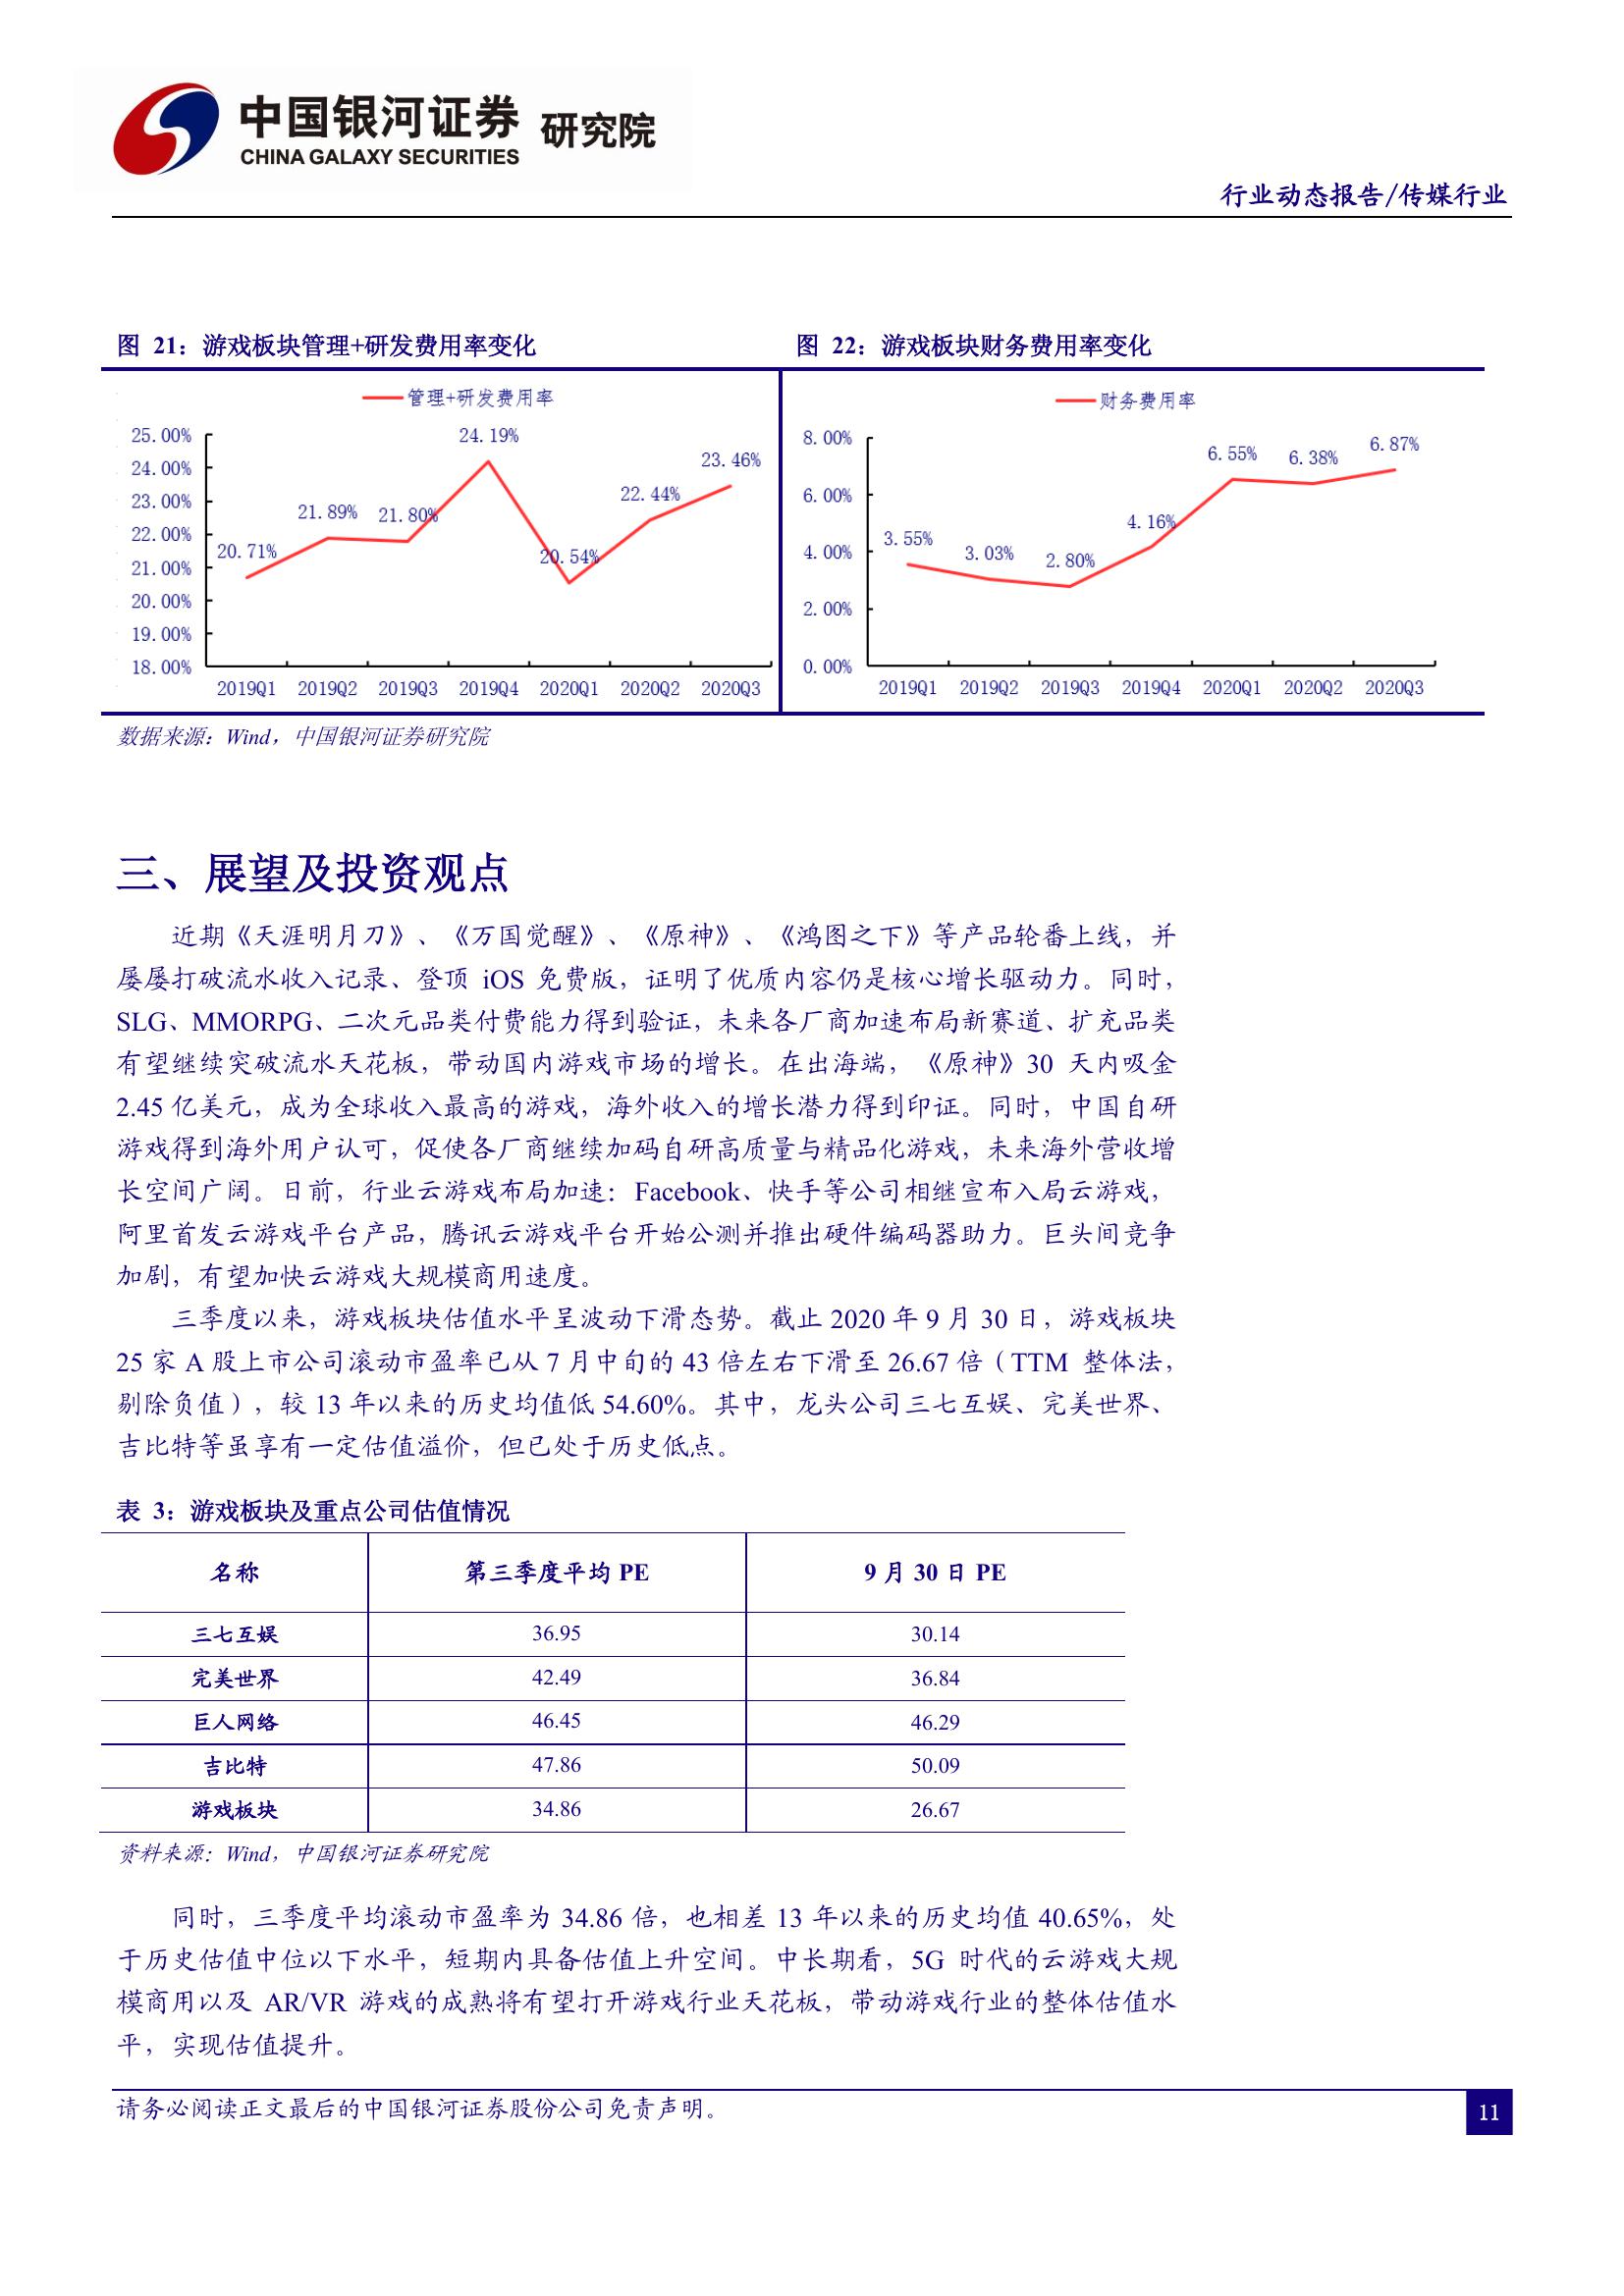 中国银河证券 研究院
CHINA GALAXY SECURITIES
行业动态报告/传媒行业
图 21：游戏板块管理+研发费用率变化
图 22：游戏板块财务费用率变化
管理+研发费用率
25.00%
24.00%
23.00%
22.00%
21.00%
20.00%
19.00%
18.00%
20.71%
21.89%
21.80%
24.19%
20.54%
22.44%
23.46%
2019Q1 2019Q2 2019Q3 2019Q4 2020Q1 2020Q2 2020Q3
财务费用率
8.00%
6.00%
4.00%
2.00%
0.00%
3.55%
3.03%
2.80%
4.16%
6.55%
6.38%
6.87%
2019Q1 2019Q2 2019Q3 2019Q4 2020Q1 2020Q2 2020Q3
数据来源：Wind，中国银河证券研究院
三、展望及投资观点
近期《天涯明月刀》、《万国觉醒》、《原神》、《鸿图之下》等产品轮番上线，并
屡屡打破流水收入记录、登顶 iOS 免费版，证明了优质内容仍是核心增长驱动力。同时，
SLG、MMORPG、二次元品类付费能力得到验证，未来各厂商加速布局新赛道、扩充品类
有望继续突破流水天花板，带动国内游戏市场的增长。在出海端，《原神》30 天内吸金
2.45 亿美元，成为全球收入最高的游戏，海外收入的增长潜力得到印证。同时，中国自研
游戏得到海外用户认可，促使各厂商继续加码自研高质量与精品化游戏，未来海外营收增
长空间广阔。日前，行业云游戏布局加速：Facebook、快手等公司相继宣布入局云游戏，
阿里首发云游戏平台产品，腾讯云游戏平台开始公测并推出硬件编码器助力。巨头间竞争
加剧，有望加快云游戏大规模商用速度。
三季度以来，游戏板块估值水平呈波动下滑态势。截止 2020 年 9 月 30 日，游戏板块
25 家 A 股上市公司滚动市盈率已从 7 月中旬的 43 倍左右下滑至 26.67 倍（TTM 整体法，
剔除负值），较 13 年以来的历史均值低 54.60%。其中，龙头公司三七互娱、完美世界、
吉比特等虽享有一定估值溢价，但已处于历史低点。
表 3：游戏板块及重点公司估值情况
名称 第三季度平均 PE 9 月 30 日 PE
三七互娱 36.95 30.14
完美世界 42.49 36.84
巨人网络 46.45 46.29
吉比特 47.86 50.09
游戏板块 34.86 26.67
资料来源：Wind，中国银河证券研究院
同时，三季度平均滚动市盈率为 34.86 倍，也相差 13 年以来的历史均值 40.65%，处
于历史估值中位以下水平，短期内具备估值上升空间。中长期看，5G 时代的云游戏大规
模商用以及 AR/VR 游戏的成熟将有望打开游戏行业天花板，带动游戏行业的整体估值水
平，实现估值提升。
请务必阅读正文最后的中国银河证券股份公司免责声明。
11